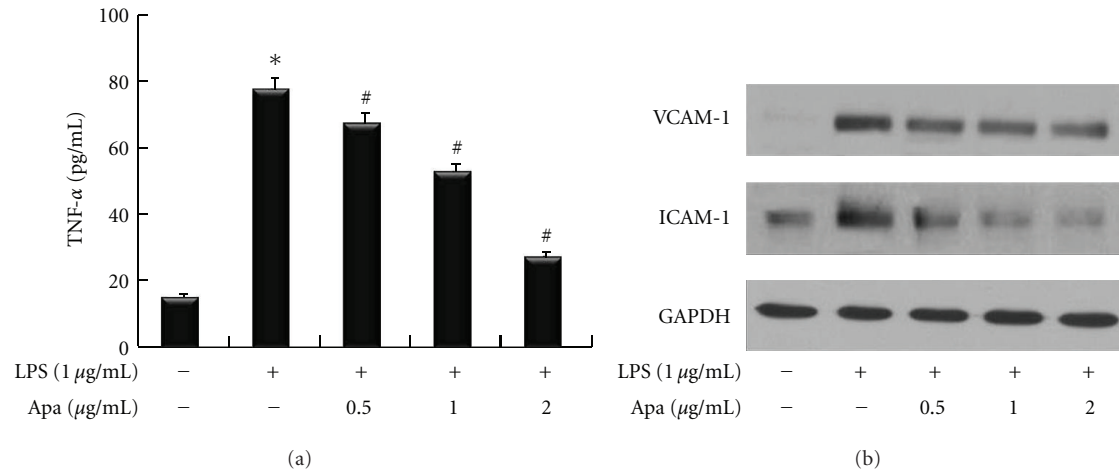 100
80
60
40
20
0
TNF-α (pg/mL)
*
#
#
#
LPS (1 μg/mL) − + + + +
Apa (μg/mL) − − 0.5 1 2
(a)
VCAM-1
ICAM-1
GAPDH
LPS (1 μg/mL) − + + + +
Apa (μg/mL) − − 0.5 1 2
(b)